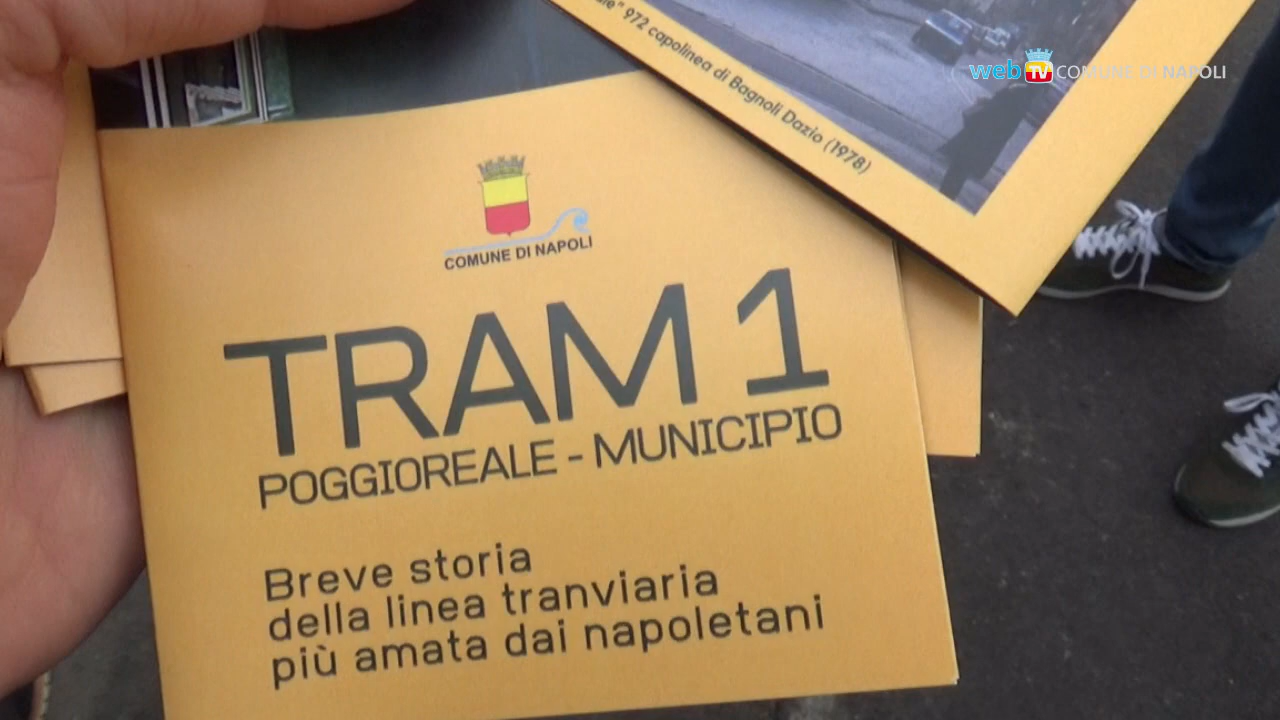 972 capolinea di Bagnoli Dazio (1978)
web TV COMUNE DI NAPOLI
COMUNE DI NAPOLI
TRAM 1
POGGIOREALE - MUNICIPIO
Breve storia
della linea tranviaria
più amata dai napoletani